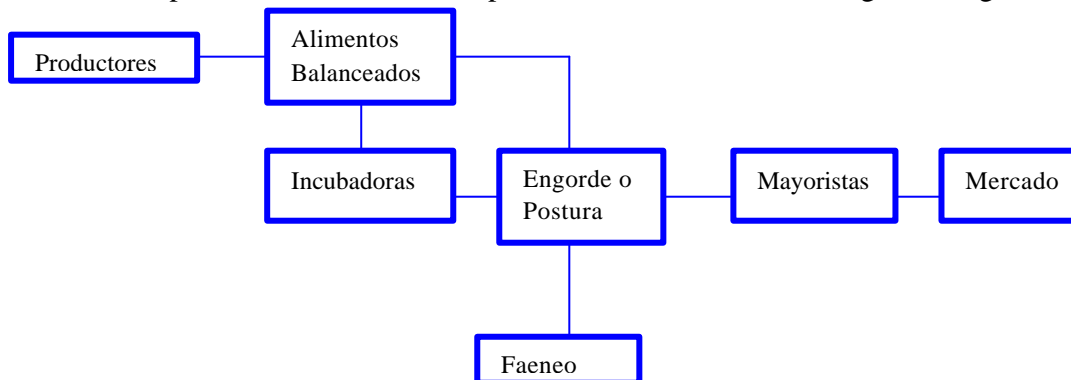 Productores
Alimentos
Balanceados
Incubadoras
Engorde o
Postura
Mayoristas
Mercado
Faeneo